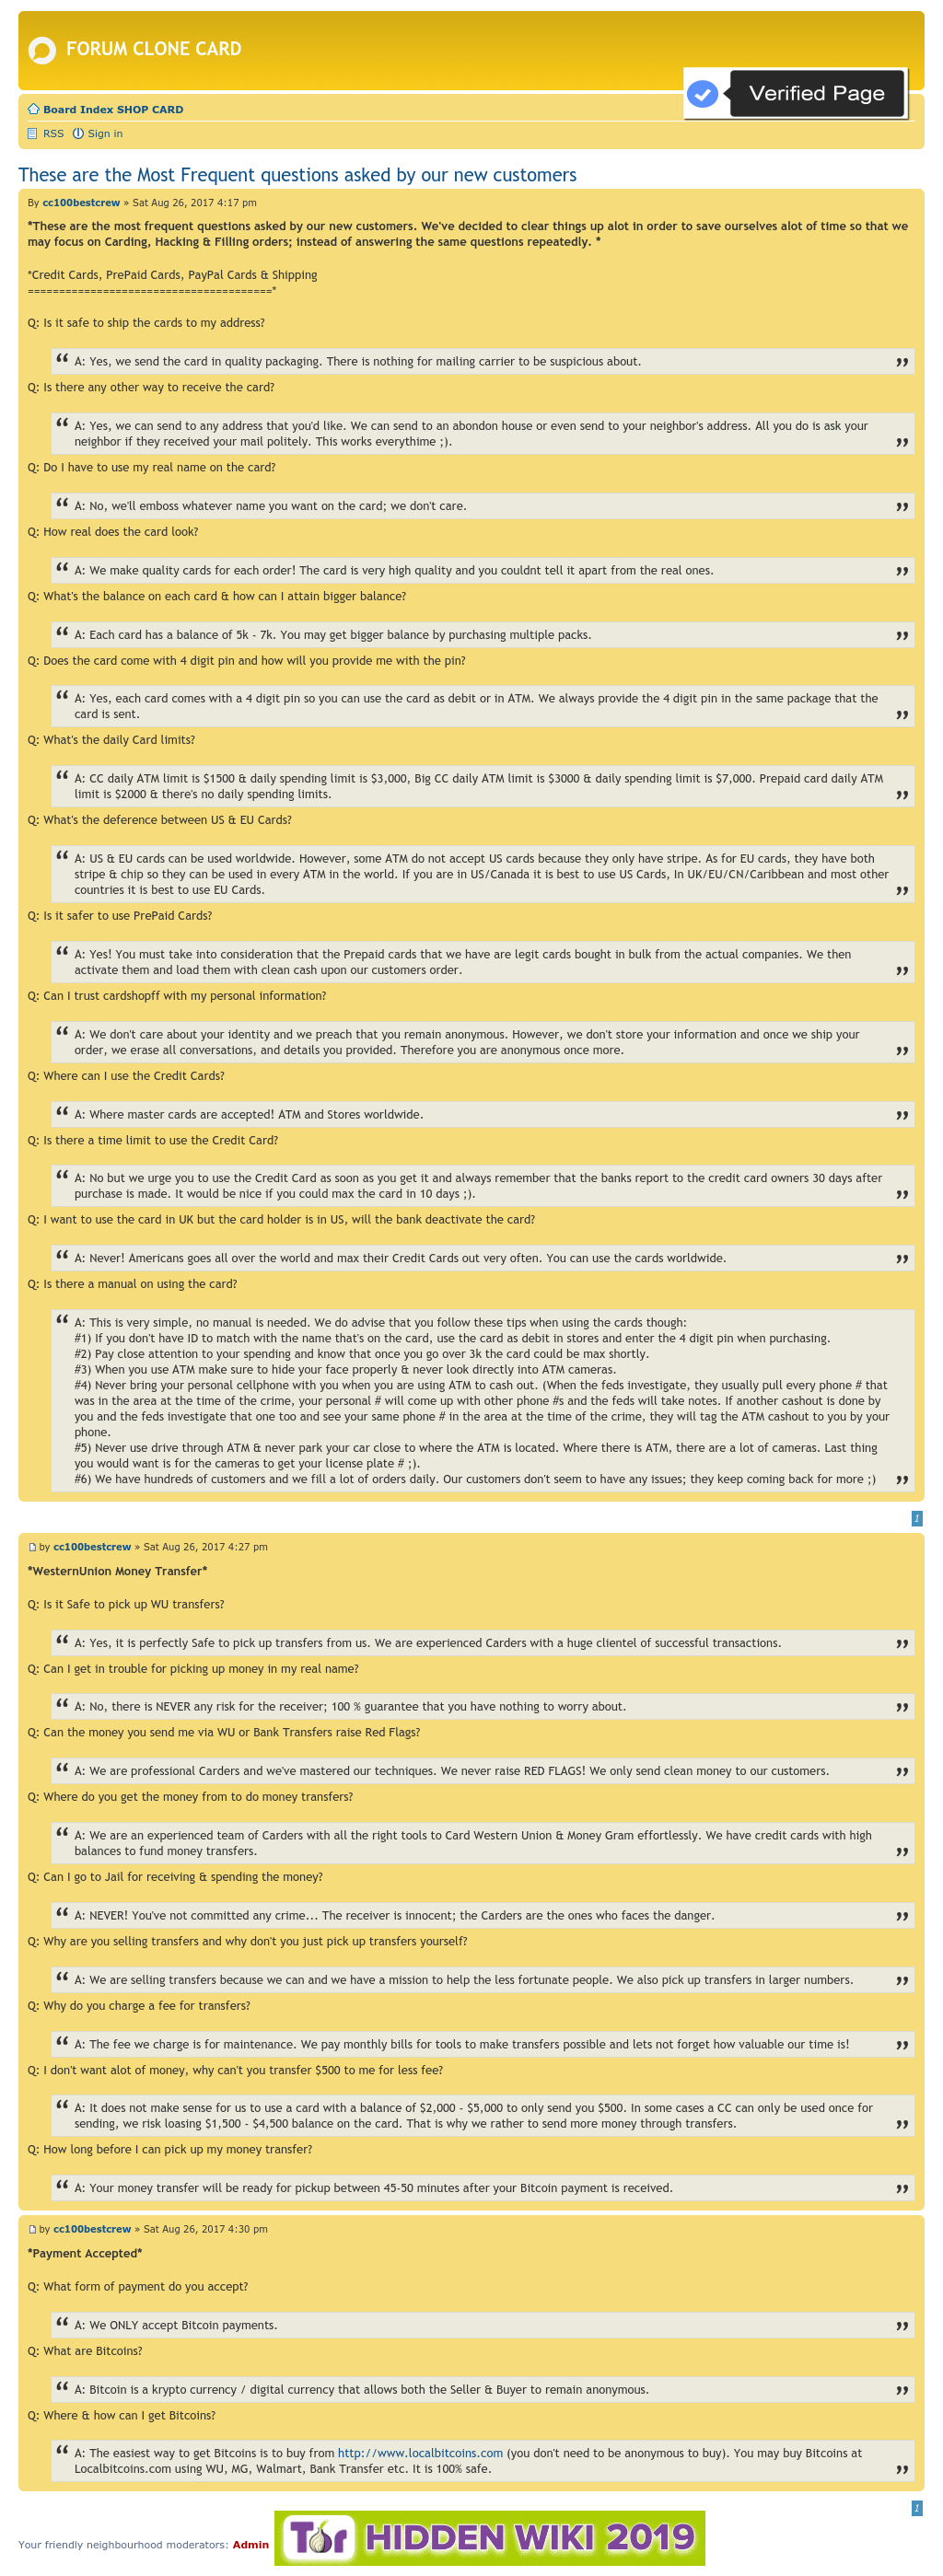 FORUM CLONE CARD
Verified Page
Board Index SHOP CARD
RSS Sign in
These are the Most Frequent questions asked by our new customers
By cc100bestcrew » Sat Aug 26, 2017 4:17 pm
*These are the most frequent questions asked by our new customers. We've decided to clear things up alot in order to save ourselves alot of time so that we
may focus on Carding, Hacking & Filling orders; instead of answering the same questions repeatedly. *
*Credit Cards, PrePaid Cards, PayPal Cards & Shipping
=======================================*
Q: Is it safe to ship the cards to my address?
A: Yes, we send the card in quality packaging. There is nothing for mailing carrier to be suspicious about.
Q: Is there any other way to receive the card?
A: Yes, we can send to any address that you'd like. We can send to an abondon house or even send to your neighbor's address. All you do is ask your
neighbor if they received your mail politely. This works everythime ;).
Q: Do I have to use my real name on the card?
A: No, we'll emboss whatever name you want on the card; we don't care.
Q: How real does the card look?
A: We make quality cards for each order! The card is very high quality and you couldnt tell it apart from the real ones.
Q: What's the balance on each card & how can I attain bigger balance?
A: Each card has a balance of 5k - 7k. You may get bigger balance by purchasing multiple packs.
Q: Does the card come with 4 digit pin and how will you provide me with the pin?
A: Yes, each card comes with a 4 digit pin so you can use the card as debit or in ATM. We always provide the 4 digit pin in the same package that the
card is sent.
Q: What's the daily Card limits?
A: CC daily ATM limit is $1500 & daily spending limit is $3,000, Big CC daily ATM limit is $3000 & daily spending limit is $7,000. Prepaid card daily ATM
limit is $2000 & there's no daily spending limits.
Q: What's the deference between US & EU Cards?
A: US & EU cards can be used worldwide. However, some ATM do not accept US cards because they only have stripe. As for EU cards, they have both
stripe & chip so they can be used in every ATM in the world. If you are in US/Canada it is best to use US Cards, In UK/EU/CN/Caribbean and most other
countries it is best to use EU Cards.
Q: Is it safer to use PrePaid Cards?
A: Yes! You must take into consideration that the Prepaid cards that we have are legit cards bought in bulk from the actual companies. We then
activate them and load them with clean cash upon our customers order.
Q: Can I trust cardshopff with my personal information?
A: We don't care about your identity and we preach that you remain anonymous. However, we don't store your information and once we ship your
order, we erase all conversations, and details you provided. Therefore you are anonymous once more.
Q: Where can I use the Credit Cards?
A: Where master cards are accepted! ATM and Stores worldwide.
Q: Is there a time limit to use the Credit Card?
A: No but we urge you to use the Credit Card as soon as you get it and always remember that the banks report to the credit card owners 30 days after
purchase is made. It would be nice if you could max the card in 10 days ;).
Q: I want to use the card in UK but the card holder is in US, will the bank deactivate the card?
A: Never! Americans goes all over the world and max their Credit Cards out very often. You can use the cards worldwide.
Q: Is there a manual on using the card?
A: This is very simple, no manual is needed. We do advise that you follow these tips when using the cards though:
#1) If you don't have ID to match with the name that's on the card, use the card as debit in stores and enter the 4 digit pin when purchasing.
#2) Pay close attention to your spending and know that once you go over 3k the card could be max shortly.
#3) When you use ATM make sure to hide your face properly & never look directly into ATM cameras.
#4) Never bring your personal cellphone with you when you are using ATM to cash out. (When the feds investigate, they usually pull every phone # that
was in the area at the time of the crime, your personal # will come up with other phone #s and the feds will take notes. If another cashout is done by
you and the feds investigate that one too and see your same phone # in the area at the time of the crime, they will tag the ATM cashout to you by your
phone.
#5) Never use drive through ATM & never park your car close to where the ATM is located. Where there is ATM, there are a lot of cameras. Last thing
you would want is for the cameras to get your license plate # ;).
#6) We have hundreds of customers and we fill a lot of orders daily. Our customers don't seem to have any issues; they keep coming back for more ;)
1
by cc100bestcrew » Sat Aug 26, 2017 4:27 pm
*WesternUnion Money Transfer*
Q: Is it Safe to pick up WU transfers?
A: Yes, it is perfectly Safe to pick up transfers from us. We are experienced Carders with a huge clientel of successful transactions.
Q: Can I get in trouble for picking up money in my real name?
A: No, there is NEVER any risk for the receiver; 100 % guarantee that you have nothing to worry about.
Q: Can the money you send me via WU or Bank Transfers raise Red Flags?
A: We are professional Carders and we've mastered our techniques. We never raise RED FLAGS! We only send clean money to our customers.
Q: Where do you get the money from to do money transfers?
A: We are an experienced team of Carders with all the right tools to Card Western Union & Money Gram effortlessly. We have credit cards with high
balances to fund money transfers.
Q: Can I go to Jail for receiving & spending the money?
A: NEVER! You've not committed any crime... The receiver is innocent; the Carders are the ones who faces the danger.
Q: Why are you selling transfers and why don't you just pick up transfers yourself?
A: We are selling transfers because we can and we have a mission to help the less fortunate people. We also pick up transfers in larger numbers.
Q: Why do you charge a fee for transfers?
A: The fee we charge is for maintenance. We pay monthly bills for tools to make transfers possible and lets not forget how valuable our time is!
Q: I don't want alot of money, why can't you transfer $500 to me for less fee?
A: It does not make sense for us to use a card with a balance of $2,000 - $5,000 to only send you $500. In some cases a CC can only be used once for
sending, we risk loasing $1,500 - $4,500 balance on the card. That is why we rather to send more money through transfers.
Q: How long before I can pick up my money transfer?
A: Your money transfer will be ready for pickup between 45-50 minutes after your Bitcoin payment is received.
by cc100bestcrew » Sat Aug 26, 2017 4:30 pm
*Payment Accepted*
Q: What form of payment do you accept?
A: We ONLY accept Bitcoin payments.
Q: What are Bitcoins?
A: Bitcoin is a krypto currency / digital currency that allows both the Seller & Buyer to remain anonymous.
Q: Where & how can I get Bitcoins?
A: The easiest way to get Bitcoins is to buy from http://www.localbitcoins.com (you don't need to be anonymous to buy). You may buy Bitcoins at
Localbitcoins.com using WU, MG, Walmart, Bank Transfer etc. It is 100% safe.
1
Your friendly neighbourhood moderators: Admin
Tor HIDDEN WIKI 2019